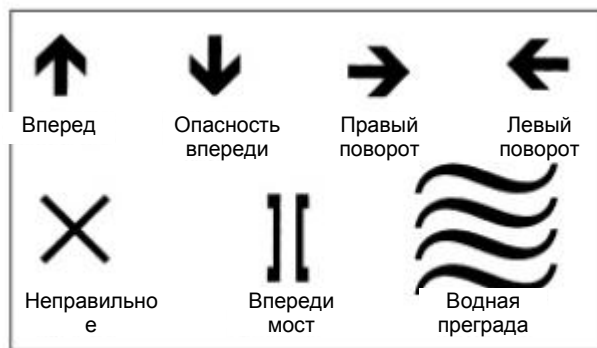 Вперед
Опасность
впереди
Правый
поворот
Левый
поворот
Неправильно
е
Впереди
мост
Водная
преграда